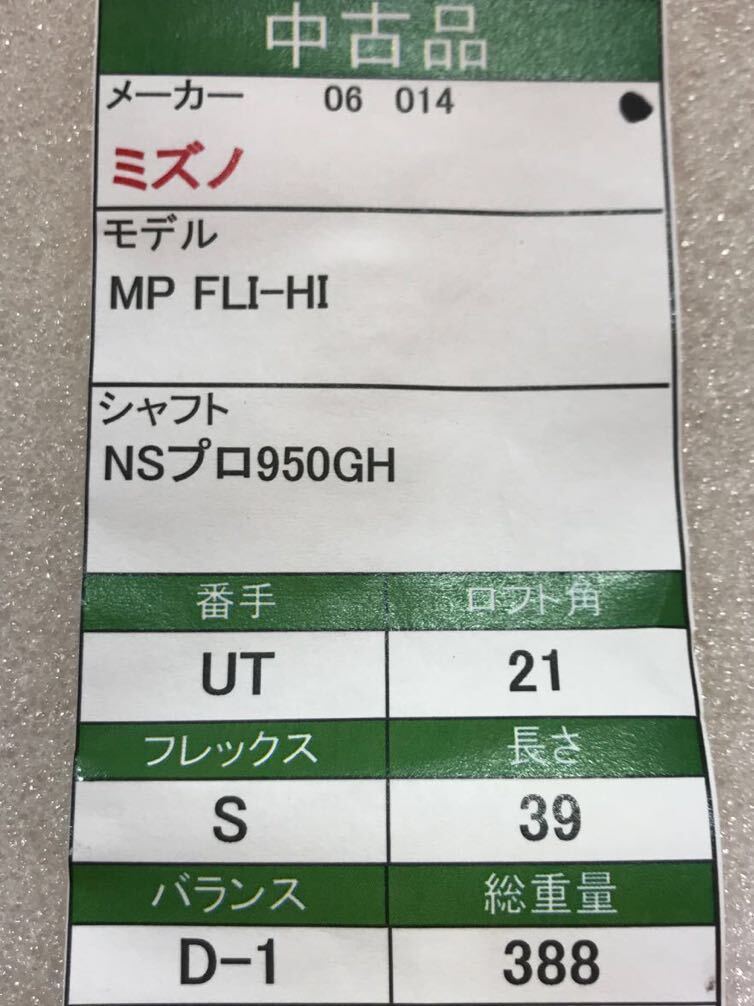 中古品
メーカー 06 014
ミズノ
モデル
MP FLI-HI
シャフト
NSプロ950GH
番手 ロフト角
UT 21
フレックス 長さ
S 39
バランス 総重量
D-1 388